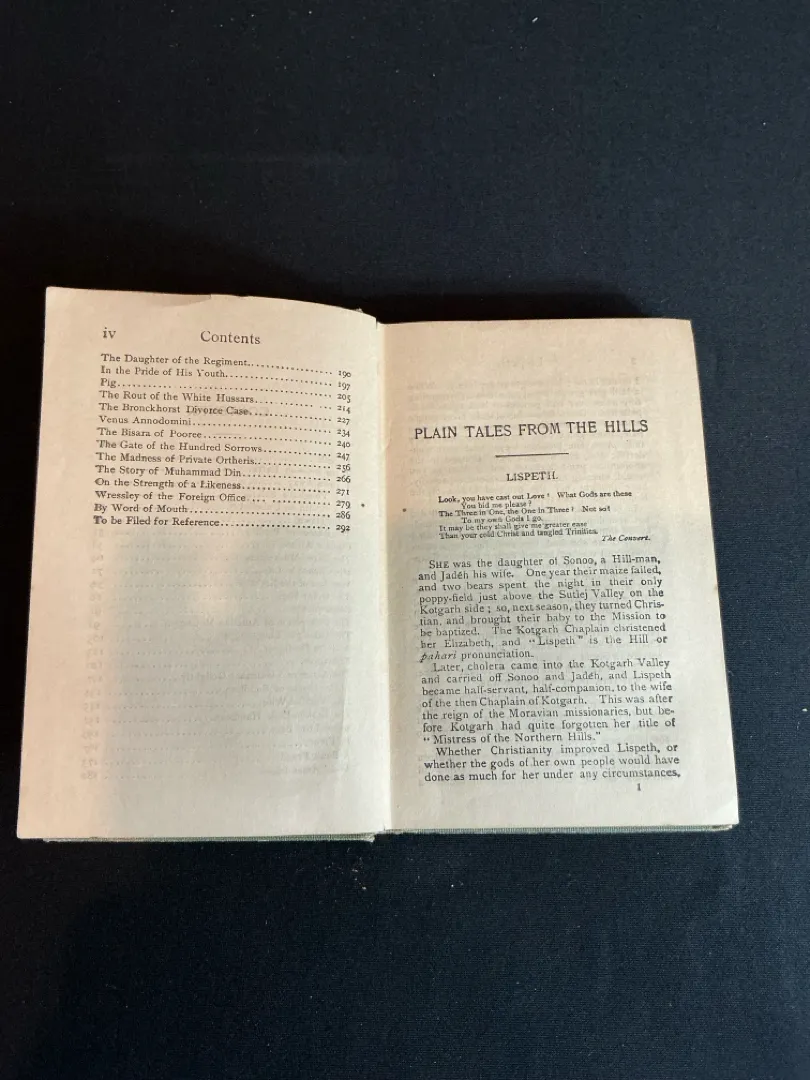 iv Contents
The Daughter of the Regiment.................. 190
In the Pride of His Youth.................. 197
Pig.................. 205
The Rout of the White Hussars.................. 214
The Bronckhorst Divorce Case.................. 227
Venus Annodomini.................. 234
The Bisara of Pooree.................. 240
The Gate of the Hundred Sorrows.................. 247
The Madness of Private Ortheris.................. 256
The Story of Muhammad Din.................. 266
On the Strength of a Likeness.................. 271
Wressley of the Foreign Office.................. 279
By Word of Mouth.................. 286
To be Filed for Reference.................. 292
PLAIN TALES FROM THE HILLS
LISPETH.
Look, you have cast out Love! What Gods are these
You bid me please?
The Three in One, the One in Three? Not so!
To my own Gods I go.
It may be they shall give me greater ease
Than your cold Christ and tangled Trinities.
The Convert.
SHE was the daughter of Sonoo, a Hill-man,
and Jadéh his wife. One year their maize failed,
and two bears spent the night in their only
poppy-field just above the Sutlej Valley on the
Kotgarh side; so, next season, they turned Chris-
tian, and brought their baby to the Mission to
be baptized. The Kotgarh Chaplain christened
her Elizabeth, and "Lispeth" is the Hill or
pahari pronunciation.
Later, cholera came into the Kotgarh Valley
and carried off Sonoo and Jadéh, and Lispeth
became half-servant, half-companion, to the wife
of the then Chaplain of Kotgarh. This was after
the reign of the Moravian missionaries, but be-
fore Kotgarh had quite forgotten her title of
"Mistress of the Northern Hills."
Whether Christianity improved Lispeth, or
whether the gods of her own people would have
done as much for her under any circumstances,
1